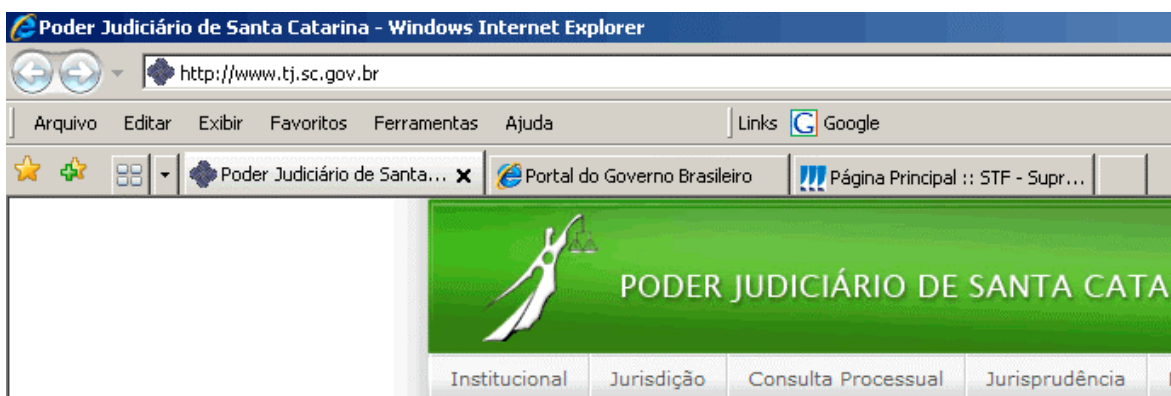 Poder Judiciário de Santa Catarina - Windows Internet Explorer
http://www.tj.sc.gov.br
Arquivo Editar Exibir Favoritos Ferramentas Ajuda Links Google
Poder Judiciário de Santa... Portal do Governo Brasileiro Página Principal :: STF - Supr...
PODER JUDICIÁRIO DE SANTA CATA
Institucional Jurisdição Consulta Processual Jurisprudência